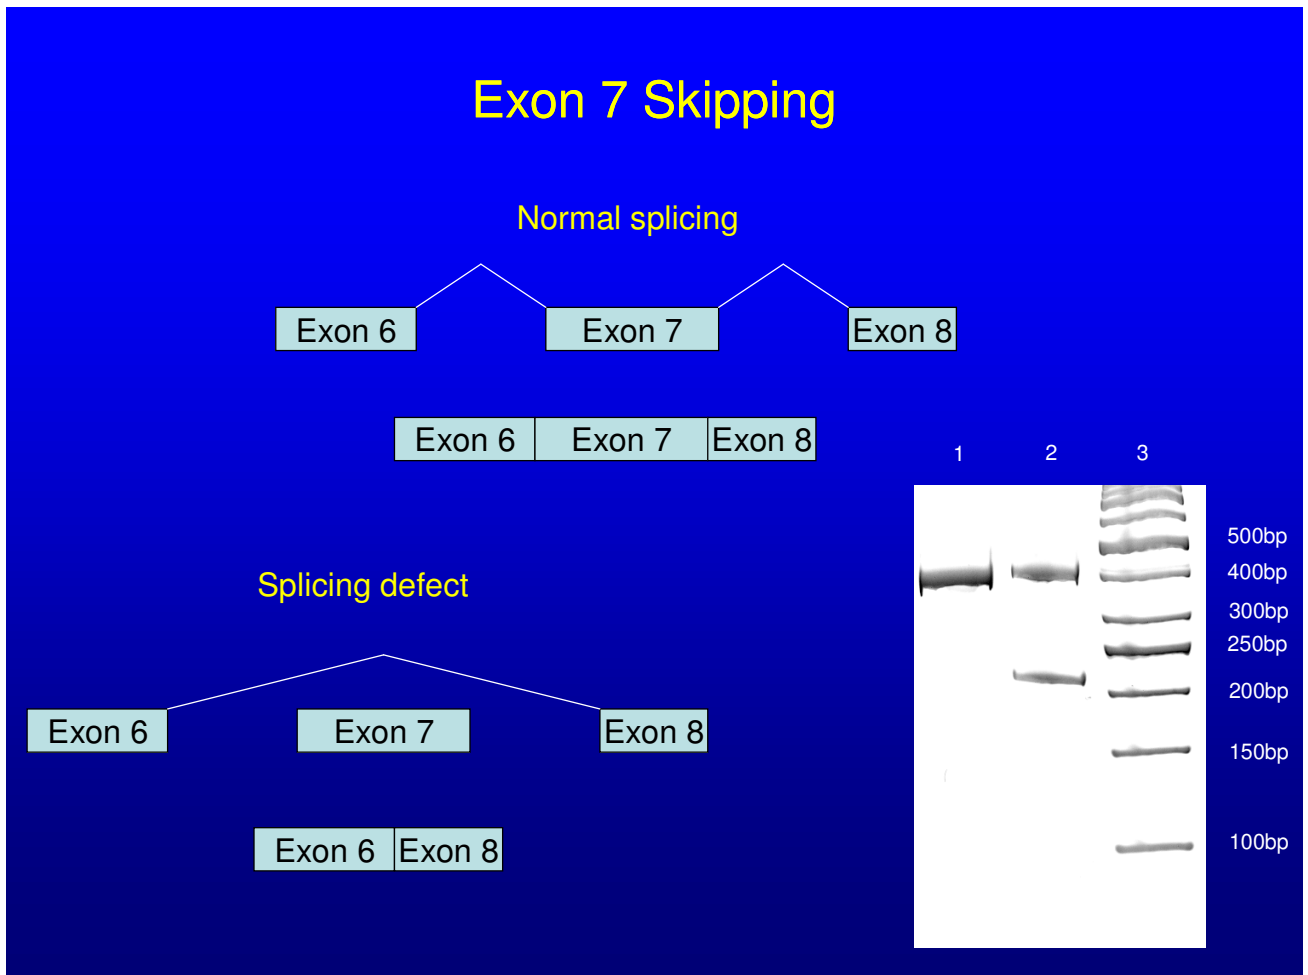 Exon 7 Skipping
Normal splicing
Exon 6 Exon 7 Exon 8
Exon 6 Exon 7 Exon 8
Splicing defect
Exon 6 Exon 7 Exon 8
Exon 6 Exon 8
1 2 3
500bp
400bp
300bp
250bp
200bp
150bp
100bp